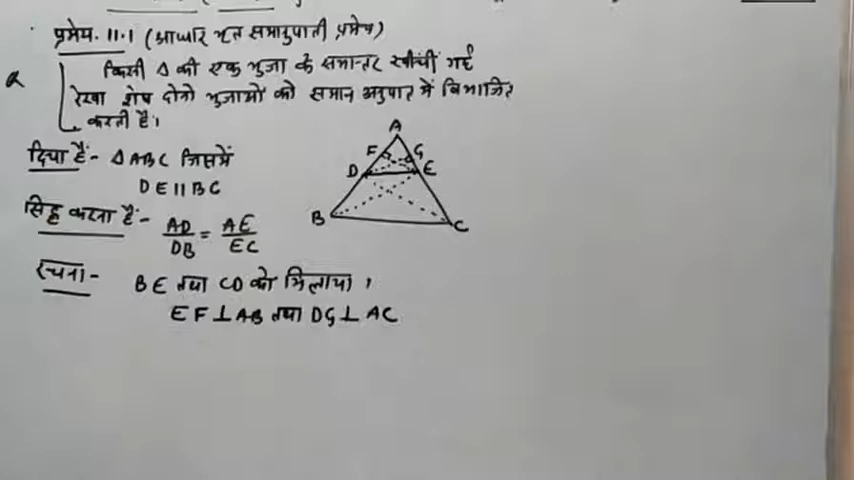 प्रमेय. 11.1 (आधार भूत समानुपाती प्रमेय)
किसी Δ की एक भुजा के समान्तर खींची गई
रेखा शेष दोनो भुजाओं को समान अनुपात में विभाजित
करती है।
दिया है:- Δ ABC जिसमें
DE || BC
सिद्ध करना है:- AD/DB = AE/EC
रचना- BE तथा CD को मिलाया।
EF ⊥ AB तथा DG ⊥ AC
A
F G
D E
B C